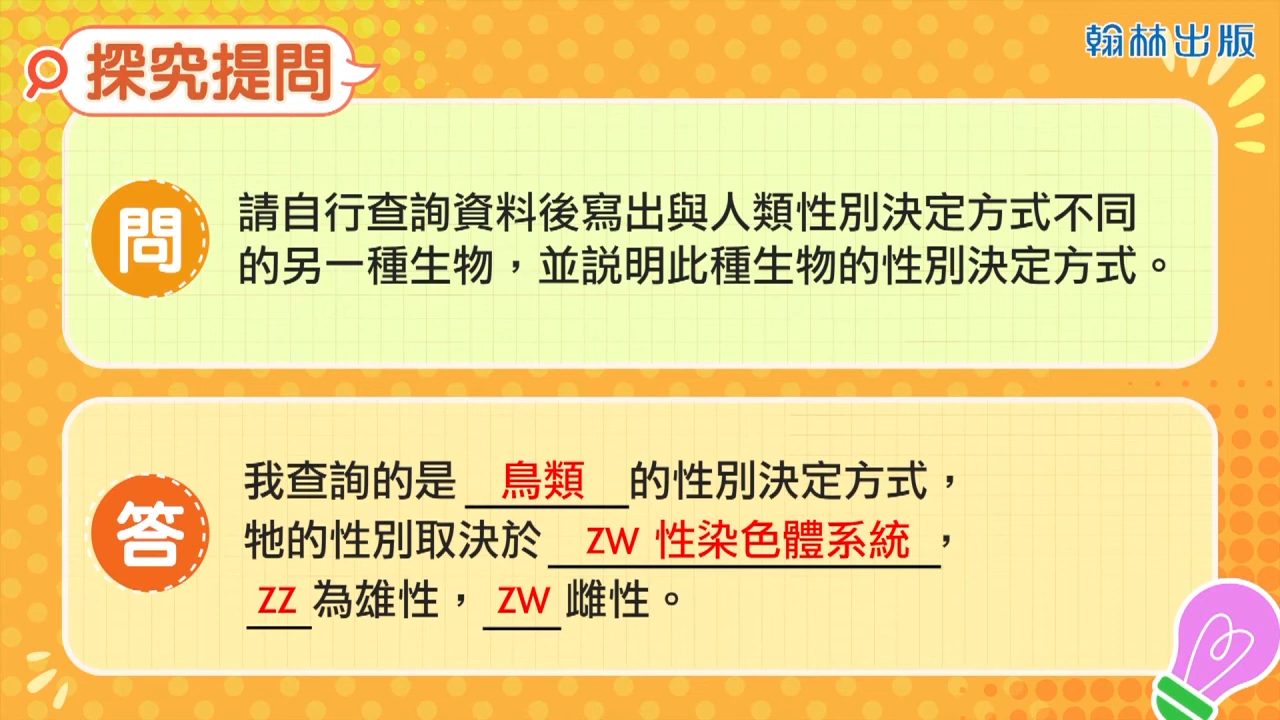 探究提問
翰林出版
問
請自行查詢資料後寫出與人類性別決定方式不同
的另一種生物，並說明此種生物的性別決定方式。
答
我查詢的是 鳥類 的性別決定方式，
牠的性別取決於 ZW 性染色體系統，
ZZ 為雄性， ZW 雌性。